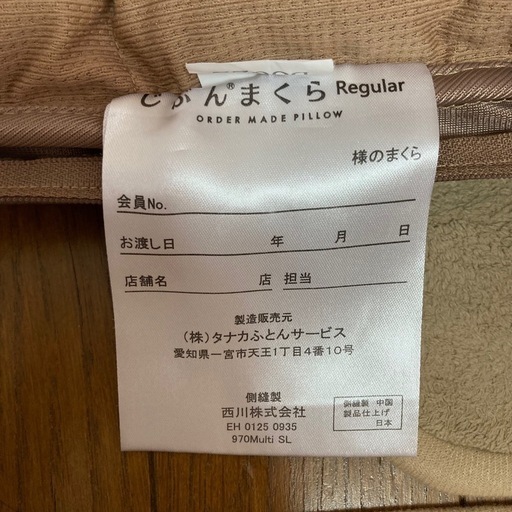 じぶん®まくら Regular
ORDER MADE PILLOW
様のまくら
会員No.
お渡し日 年 月 日
店舗名 店 担当
製造販売元
(株)タナカふとんサービス
愛知県一宮市天王1丁目4番10号
側縫製
西川株式会社
EH 0125 0935
970Multi SL
側縫製 中国
製品仕上げ
日本